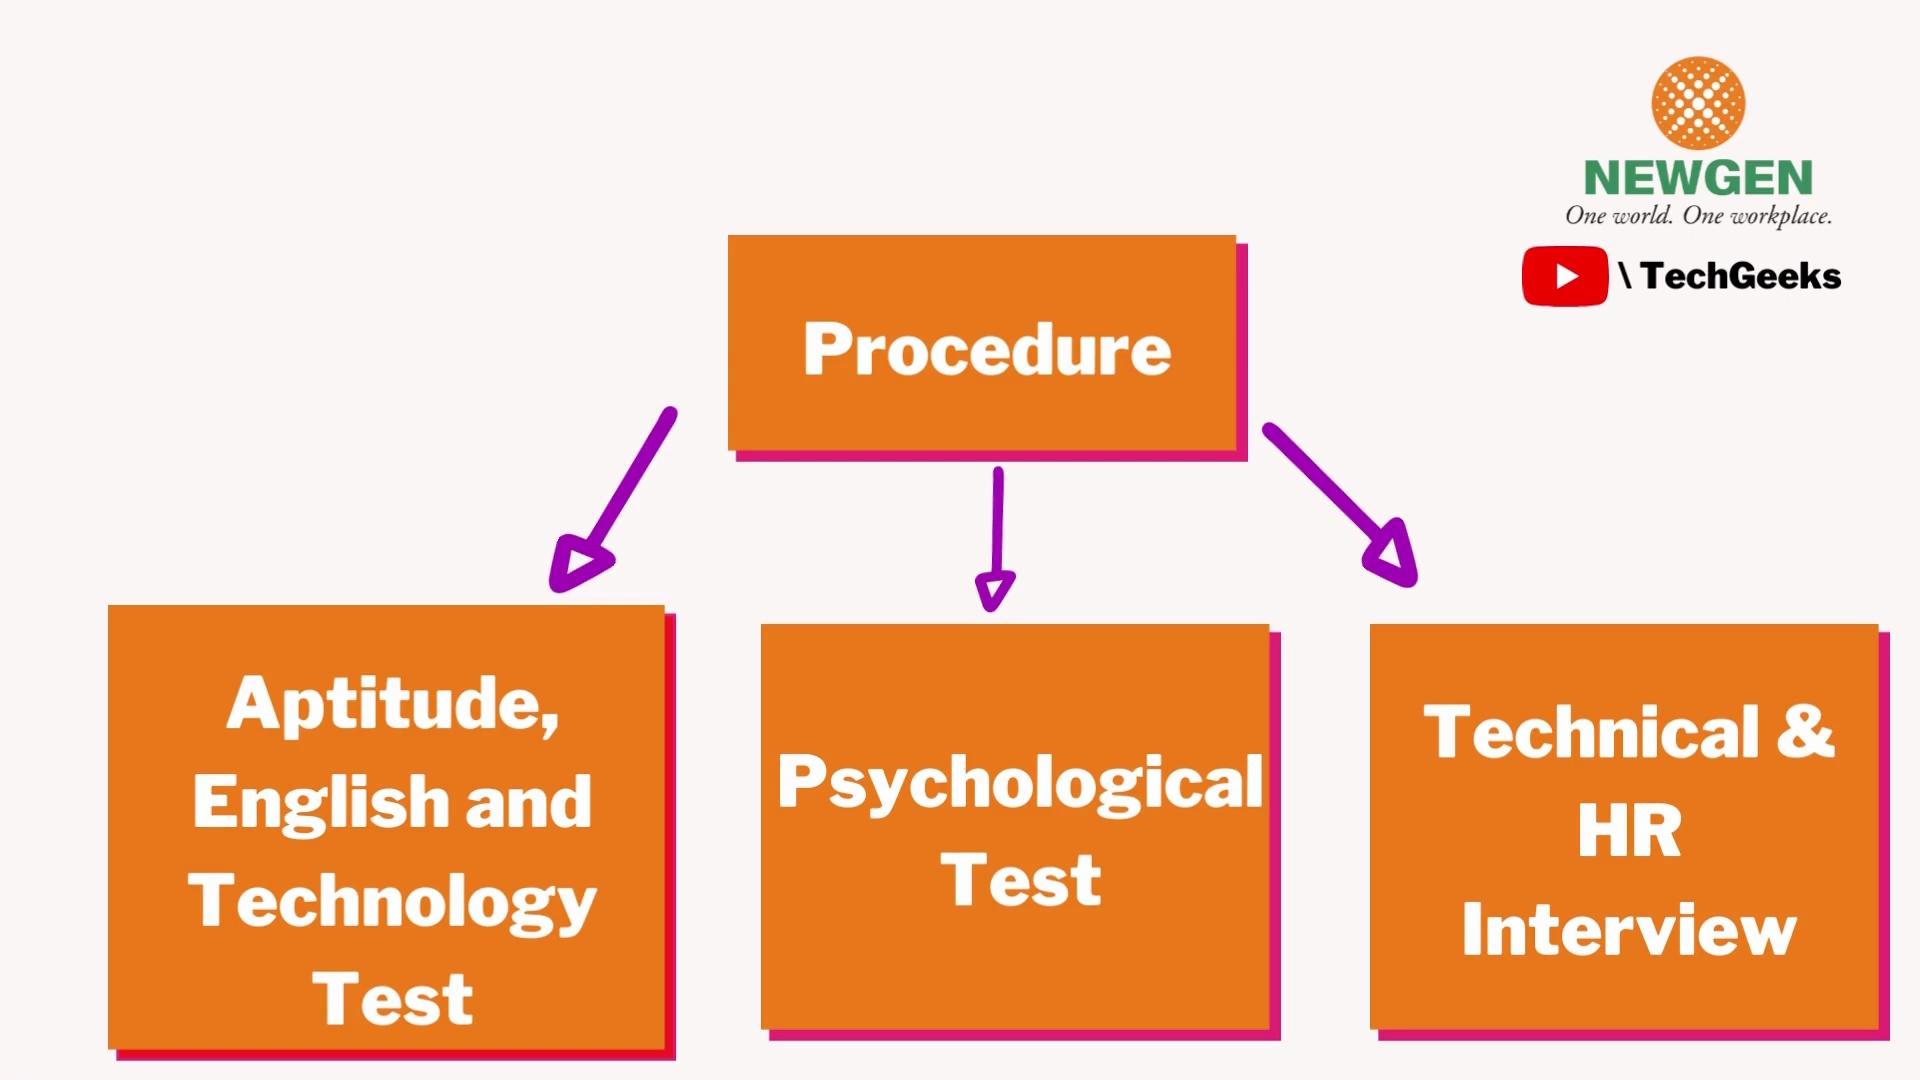 NEWGEN
One world. One workplace.
\ TechGeeks
Procedure
Aptitude,
English and
Technology
Test
Psychological
Test
Technical &
HR
Interview